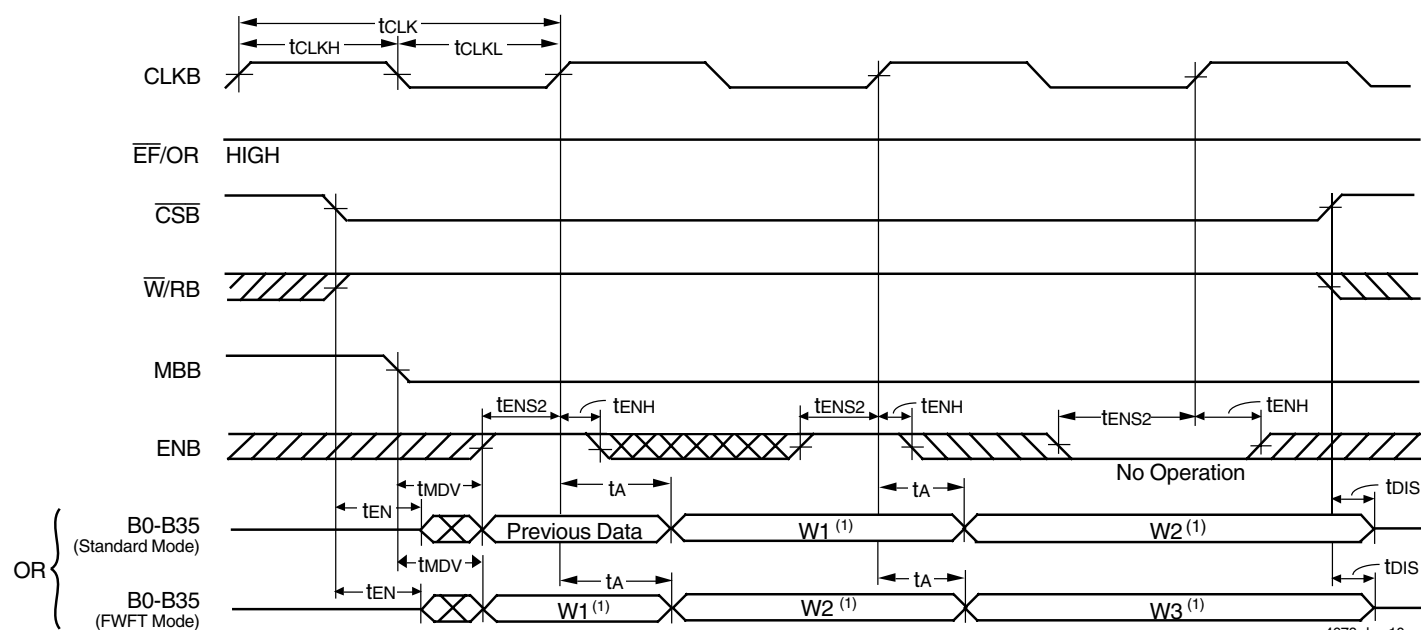 tCLK
tCLKH tCLKL
CLKB
EF/OR HIGH
CSB
W/RB
MBB
tENS2 tENH tENS2 tENH tENS2 tENH
ENB
No Operation
tMDV tA tA tDIS
tEN
B0-B35 Previous Data W1 (1) W2 (1)
(Standard Mode)
OR
tMDV tA tA tDIS
tEN
B0-B35 W1 (1) W2 (1) W3 (1)
(FWFT Mode)